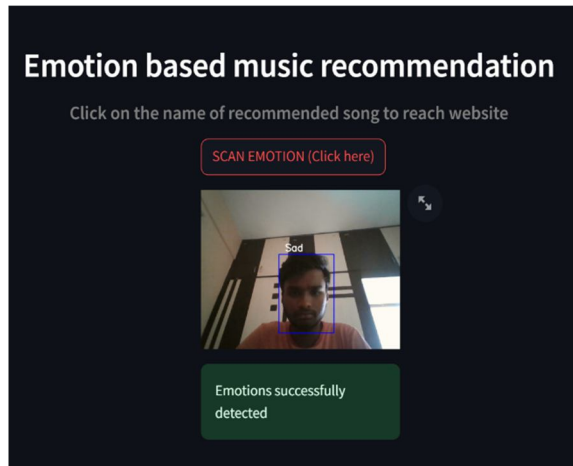 Emotion based music recommendation
Click on the name of recommended song to reach website
SCAN EMOTION (Click here)
Sad
Emotions successfully
detected